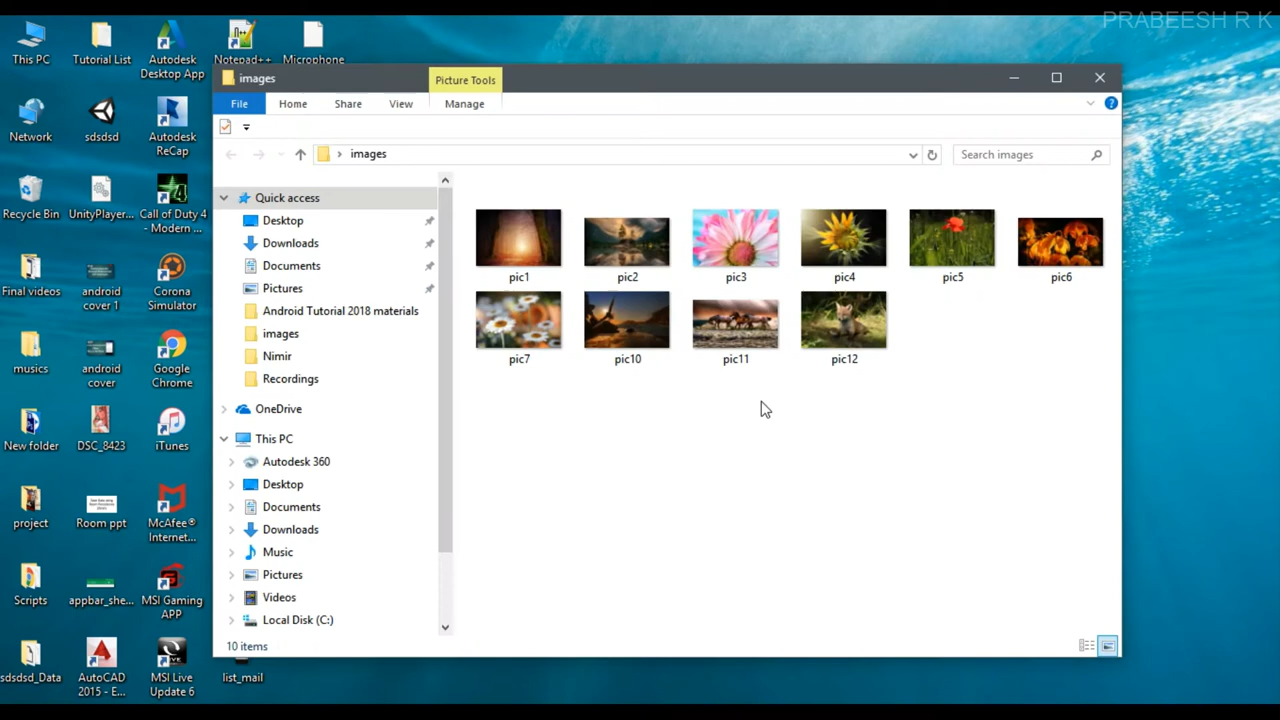 PRABEESH R K
This PC
Tutorial List
Autodesk
Desktop App
Notepad++
Microphone
Network
sdsdsd
Autodesk
ReCap
Recycle Bin
UnityPlayer...
Call of Duty 4
- Modern ...
Final videos
android
cover 1
Corona
Simulator
musics
android
cover
Google
Chrome
New folder
DSC_8423
iTunes
project
Room ppt
McAfee®
Internet...
Scripts
appbar_she...
MSI Gaming
APP
sdsdsd_Data
AutoCAD
2015 - E...
MSI Live
Update 6
list_mail
images
Picture Tools
File
Home
Share
View
Manage
images
Search images
Quick access
Desktop
Downloads
Documents
Pictures
Android Tutorial 2018 materials
images
Nimir
Recordings
OneDrive
This PC
Autodesk 360
Desktop
Documents
Downloads
Music
Pictures
Videos
Local Disk (C:)
pic1
pic2
pic3
pic4
pic5
pic6
pic7
pic10
pic11
pic12
10 items